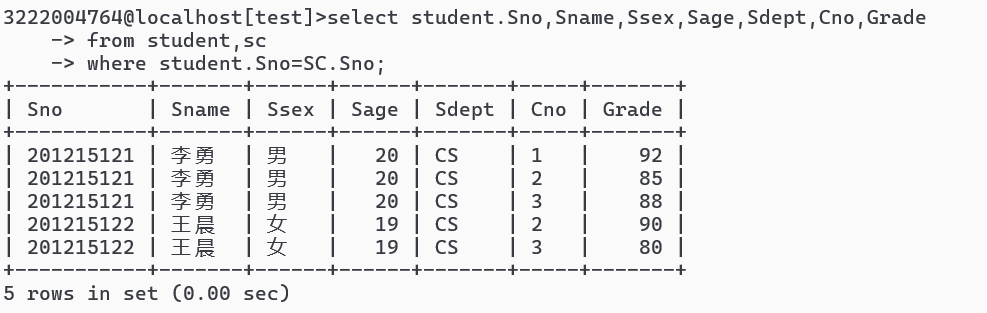 3222004764@localhost[test]>select student.Sno,Sname,Ssex,Sage,Sdept,Cno,Grade
    -> from student,sc
    -> where student.Sno=SC.Sno;
+-----------+-------+------+------+-------+-----+-------+
| Sno       | Sname | Ssex | Sage | Sdept | Cno | Grade |
+-----------+-------+------+------+-------+-----+-------+
| 201215121 | 李勇  | 男   |   20 | CS    | 1   |    92 |
| 201215121 | 李勇  | 男   |   20 | CS    | 2   |    85 |
| 201215121 | 李勇  | 男   |   20 | CS    | 3   |    88 |
| 201215122 | 王晨  | 女   |   19 | CS    | 2   |    90 |
| 201215122 | 王晨  | 女   |   19 | CS    | 3   |    80 |
+-----------+-------+------+------+-------+-----+-------+
5 rows in set (0.00 sec)